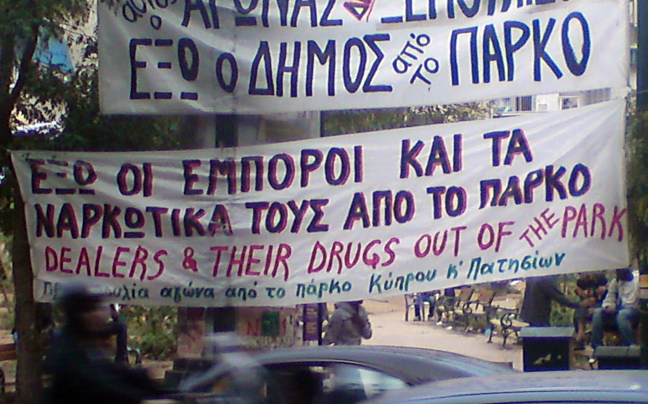 Ο ΑΓΩΝΑΣ
ΕΞΩ Ο ΔΗΜΟΣ από το ΠΑΡΚΟ
ΕΞΩ ΟΙ ΕΜΠΟΡΟΙ ΚΑΙ ΤΑ
ΝΑΡΚΩΤΙΚΑ ΤΟΥΣ ΑΠΟ ΤΟ ΠΑΡΚΟ
DEALERS & THEIR DRUGS OUT OF THE PARK
αγώνα από το πάρκο Κύπρου κ' Πατησίων